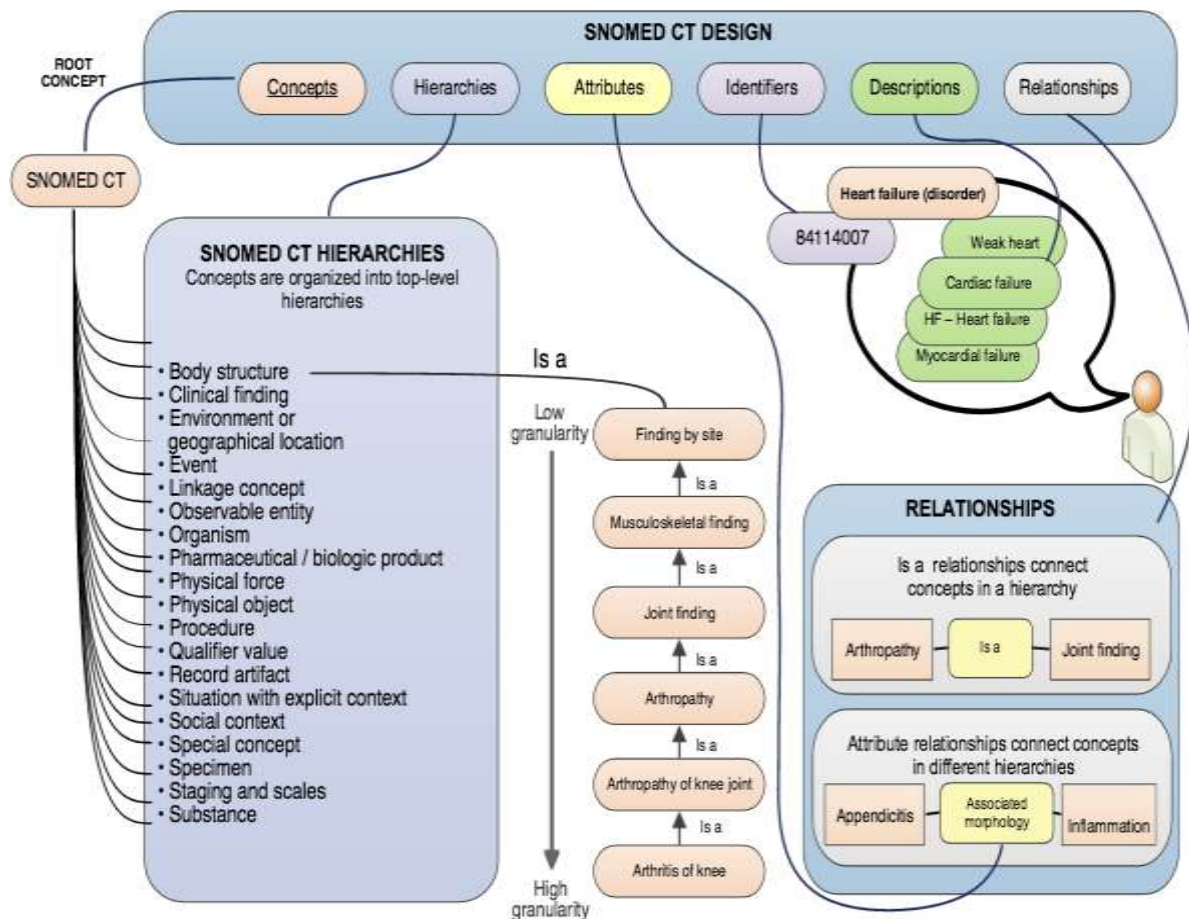 SNOMED CT DESIGN
ROOT
CONCEPT
Concepts
Hierarchies
Attributes
Identifiers
Descriptions
Relationships
SNOMED CT
Heart failure (disorder)
84114007
Weak heart
Cardiac failure
HF – Heart failure
Myocardial failure
SNOMED CT HIERARCHIES
Concepts are organized into top-level
hierarchies
• Body structure
• Clinical finding
• Environment or
geographical location
• Event
• Linkage concept
• Observable entity
• Organism
• Pharmaceutical / biologic product
• Physical force
• Physical object
• Procedure
• Qualifier value
• Record artifact
• Situation with explicit context
• Social context
• Special concept
• Specimen
• Staging and scales
• Substance
Is a
Low
granularity
High
granularity
Finding by site
Is a
Musculoskeletal finding
Is a
Joint finding
Is a
Arthropathy
Is a
Arthropathy of knee joint
Is a
Arthritis of knee
RELATIONSHIPS
Is a relationships connect
concepts in a hierarchy
Arthropathy
Is a
Joint finding
Attribute relationships connect concepts
in different hierarchies
Appendicitis
Associated
morphology
Inflammation